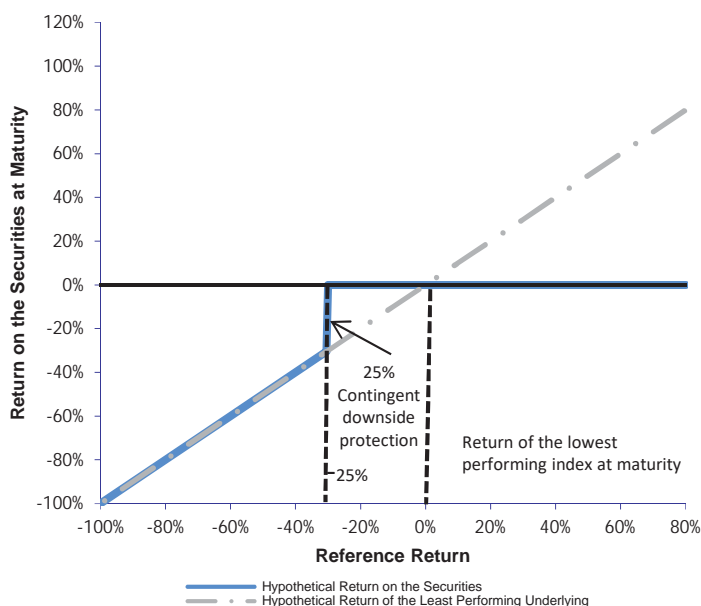 120%
100%
80%
60%
40%
20%
0%
-20%
-40%
-60%
-80%
-100%
Return on the Securities at Maturity
25%
Contingent
downside
protection
-25%
Return of the lowest
performing index at maturity
-100% -80% -60% -40% -20% 0% 20% 40% 60% 80%
Reference Return
Hypothetical Return on the Securities
Hypothetical Return of the Least Performing Underlying